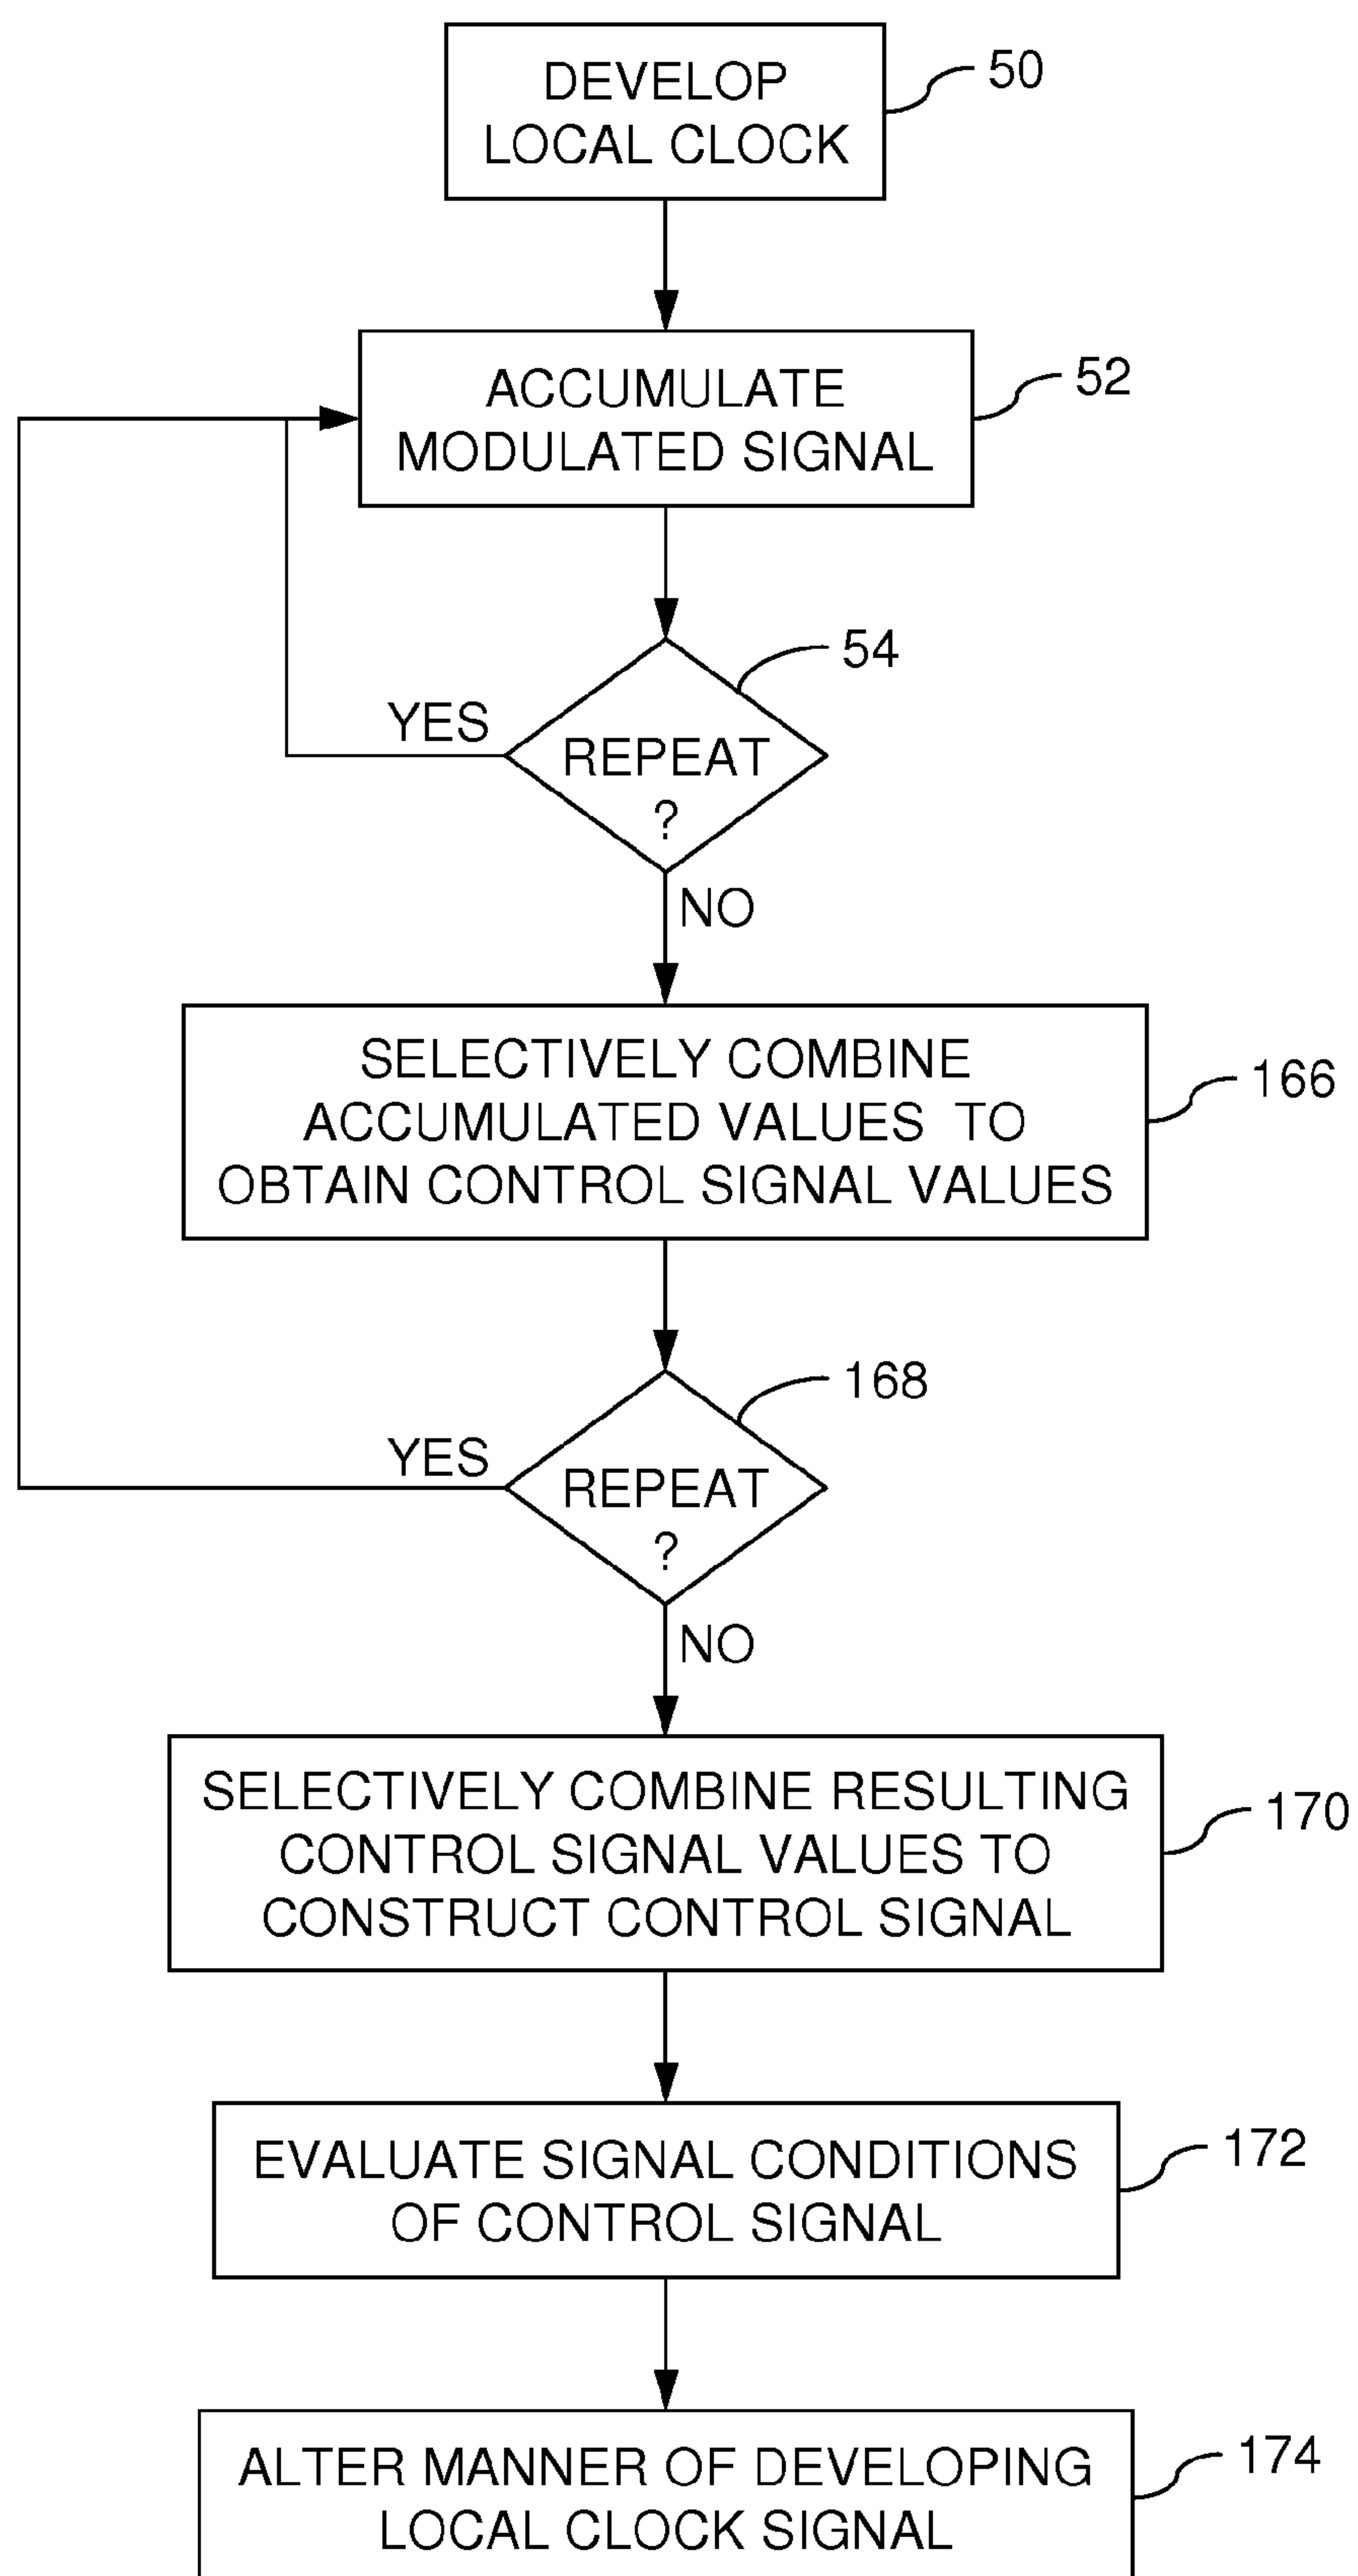 DEVELOP
LOCAL CLOCK
50
ACCUMULATE
MODULATED SIGNAL
52
54
YES
REPEAT
?
NO
SELECTIVELY COMBINE
ACCUMULATED VALUES TO
OBTAIN CONTROL SIGNAL VALUES
166
168
YES
REPEAT
?
NO
SELECTIVELY COMBINE RESULTING
CONTROL SIGNAL VALUES TO
CONSTRUCT CONTROL SIGNAL
170
EVALUATE SIGNAL CONDITIONS
OF CONTROL SIGNAL
172
ALTER MANNER OF DEVELOPING
LOCAL CLOCK SIGNAL
174